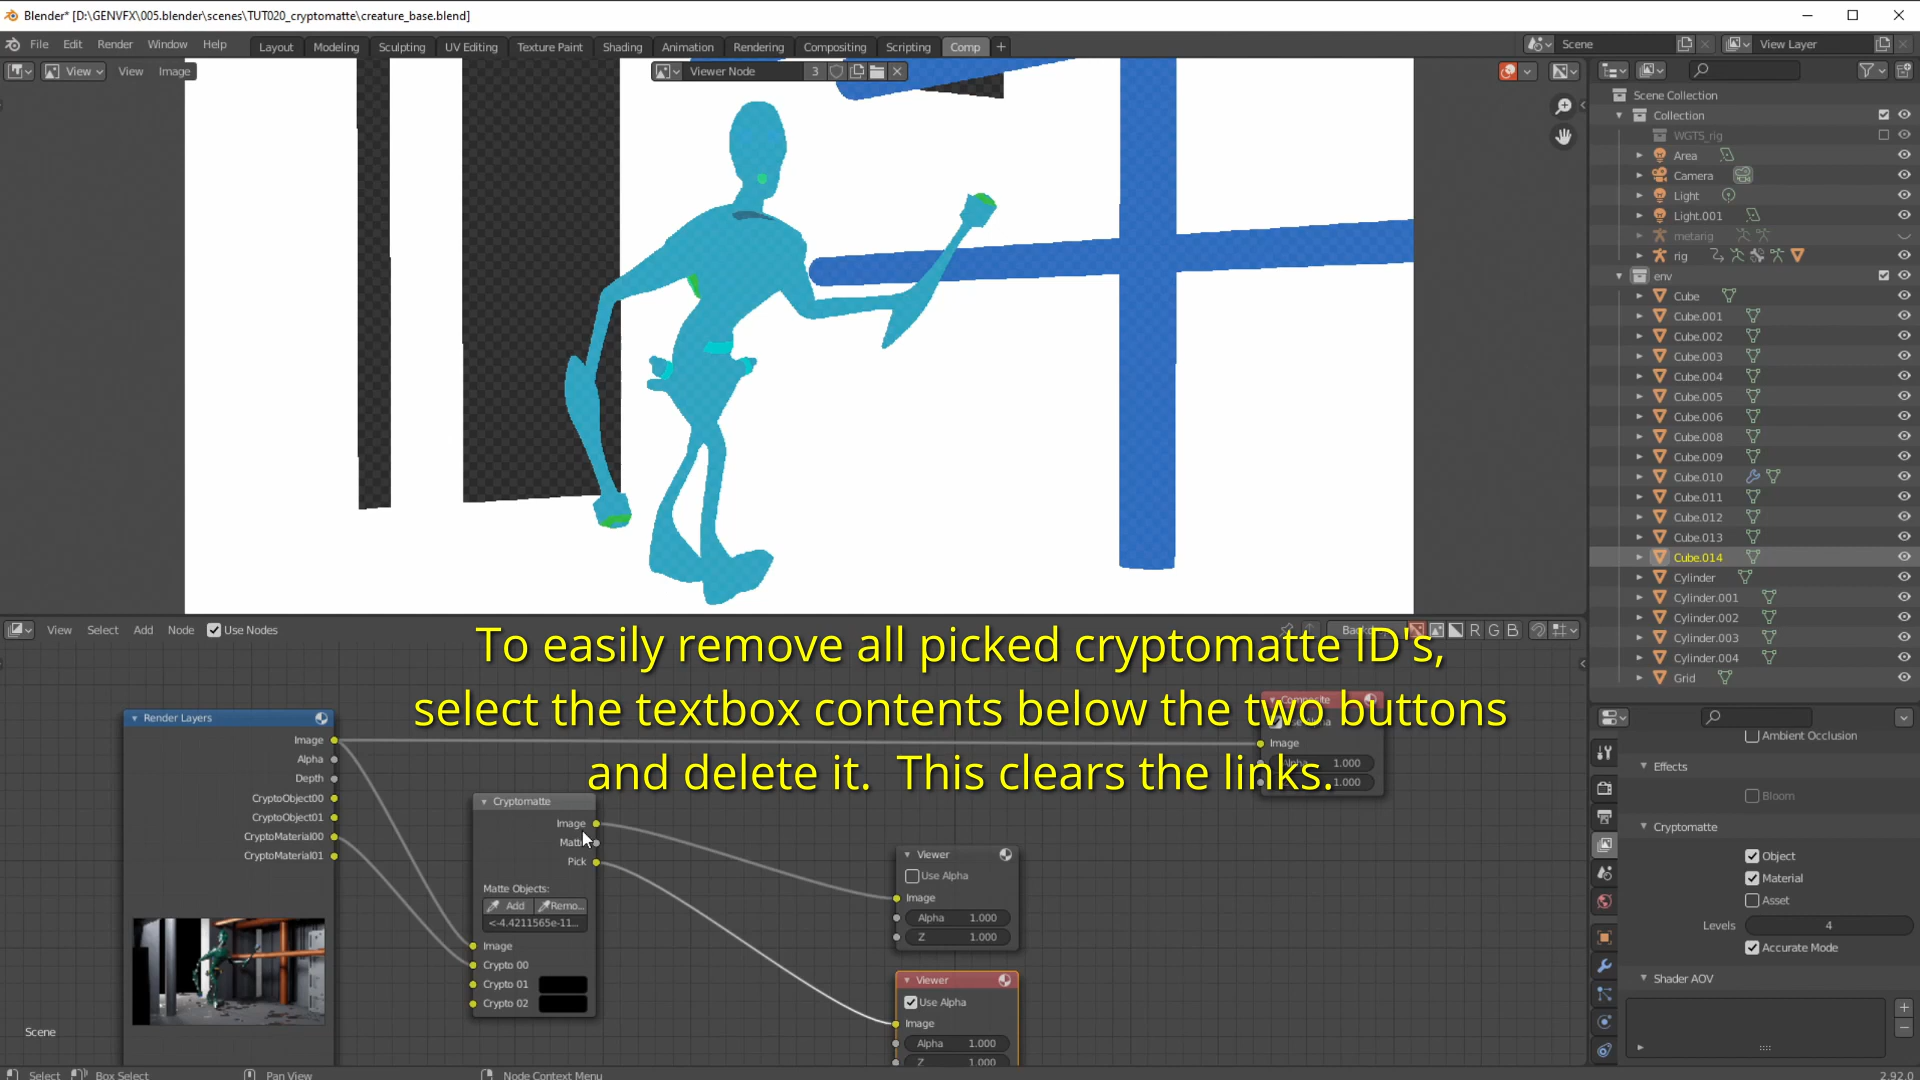 Blender* [D:\GENVFX\005.blender\scenes\TUT020_cryptomatte\creature_base.blend]
File Edit Render Window Help Layout Modeling Sculpting UV Editing Texture Paint Shading Animation Rendering Compositing Scripting Comp + Scene View Layer
View View Image Viewer Node 3
Scene Collection
Collection
WGTS_rig
Area
Camera
Light
Light.001
metarig
rig
env
Cube
Cube.001
Cube.002
Cube.003
Cube.004
Cube.005
Cube.006
Cube.008
Cube.009
Cube.010
Cube.011
Cube.012
Cube.013
Cube.014
Cylinder
Cylinder.001
Cylinder.002
Cylinder.003
Cylinder.004
Grid
View Select Add Node Use Nodes R G B
To easily remove all picked cryptomatte ID's,
select the textbox contents below the two buttons
and delete it. This clears the links.
Render Layers
Image
Alpha
Depth
CryptoObject00
CryptoObject01
CryptoMaterial00
CryptoMaterial01
Cryptomatte
Image
Pick
Matte Objects:
Add Remo...
<-4.4211565e-11...
Image
Crypto 00
Crypto 01
Crypto 02
Composite
Image
1.000
1.000
Viewer
Use Alpha
Image
Alpha 1.000
Z 1.000
Viewer
Use Alpha
Image
Alpha 1.000
Z 1.000
Ambient Occlusion
Effects
Bloom
Cryptomatte
Object
Material
Asset
Levels 4
Accurate Mode
Shader AOV
Scene
Select Box Select Pan View Node Context Menu 2.92.0